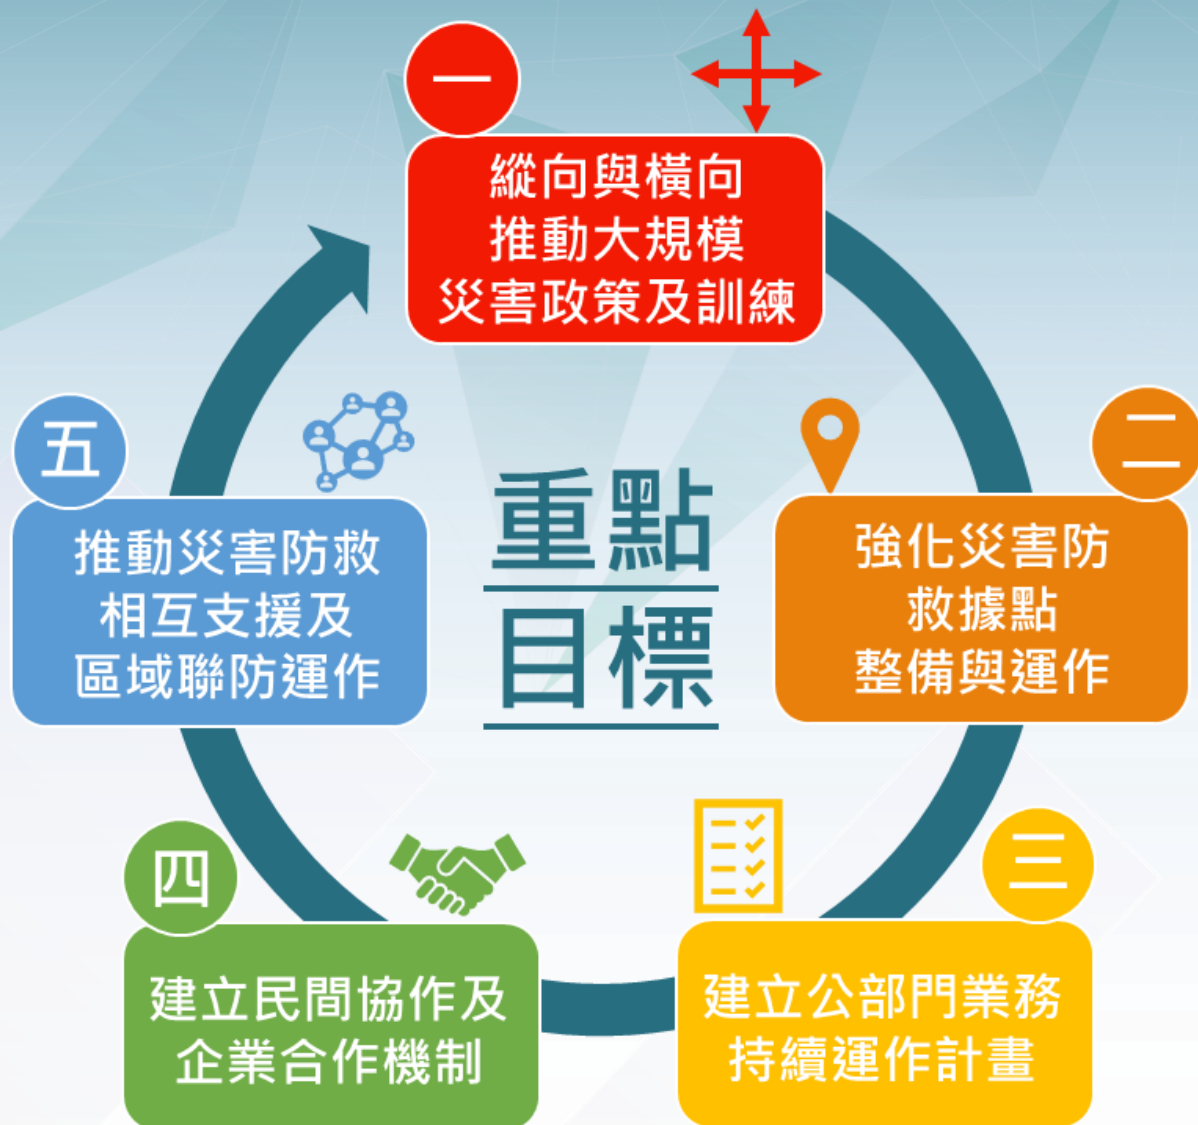 一
縱向與橫向
推動大規模
災害政策及訓練
二
強化災害防
救據點
整備與運作
三
建立公部門業務
持續運作計畫
四
建立民間協作及
企業合作機制
五
推動災害防救
相互支援及
區域聯防運作
重點
目標